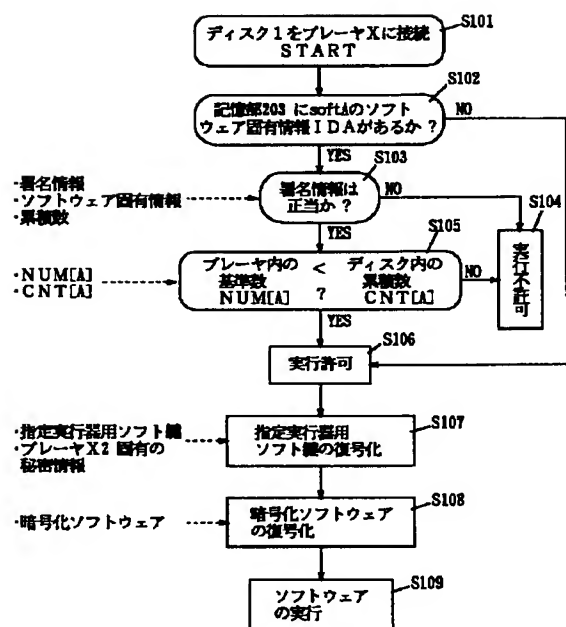 S101
ディスク1をプレーヤXに接続
START
S102
記憶部203 にsoftAのソフト
ウェア固有情報IDAがあるか?
NO
YES
S103
・署名情報
・ソフトウェア固有情報
・累積数
署名情報は
正当か?
NO
S104
実行不許可
YES
S105
・NUM[A]
・CNT[A]
プレーヤ内の < ディスク内の
基準数 累積数
NUM[A] ? CNT[A]
NO
YES
S106
実行許可
S107
・指定実行器用ソフト鍵
・プレーヤX2 固有の
秘密情報
指定実行器用
ソフト鍵の復号化
S108
・暗号化ソフトウェア
暗号化ソフトウェア
の復号化
S109
ソフトウェア
の実行